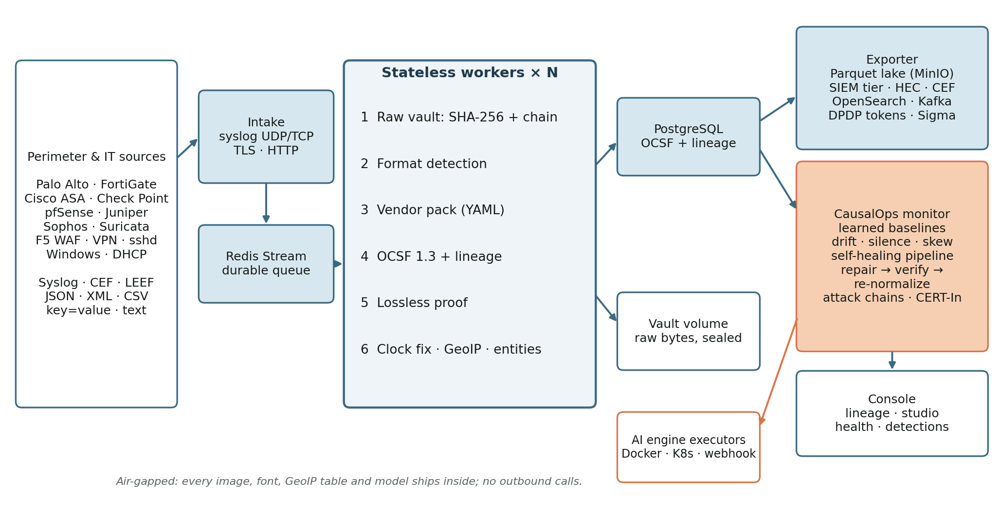 Perimeter & IT sources
Palo Alto · FortiGate
Cisco ASA · Check Point
pfSense · Juniper
Sophos · Suricata
F5 WAF · VPN · sshd
Windows · DHCP
Syslog · CEF · LEEF
JSON · XML · CSV
key=value · text
Intake
syslog UDP/TCP
TLS · HTTP
Redis Stream
durable queue
Stateless workers × N
1 Raw vault: SHA-256 + chain
2 Format detection
3 Vendor pack (YAML)
4 OCSF 1.3 + lineage
5 Lossless proof
6 Clock fix · GeoIP · entities
PostgreSQL
OCSF + lineage
Vault volume
raw bytes, sealed
Exporter
Parquet lake (MinIO)
SIEM tier · HEC · CEF
OpenSearch · Kafka
DPDP tokens · Sigma
CausalOps monitor
learned baselines
drift · silence · skew
self-healing pipeline
repair → verify →
re-normalize
attack chains · CERT-In
Console
lineage · studio
health · detections
AI engine executors
Docker · K8s · webhook
Air-gapped: every image, font, GeoIP table and model ships inside; no outbound calls.